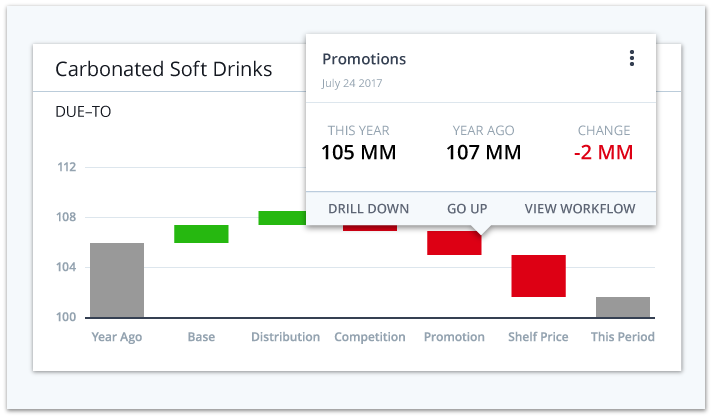 Carbonated Soft Drinks
DUE–TO
Promotions
July 24 2017
THIS YEAR YEAR AGO CHANGE
105 MM 107 MM -2 MM
DRILL DOWN GO UP VIEW WORKFLOW
112
108
104
100
Year Ago Base Distribution Competition Promotion Shelf Price This Period